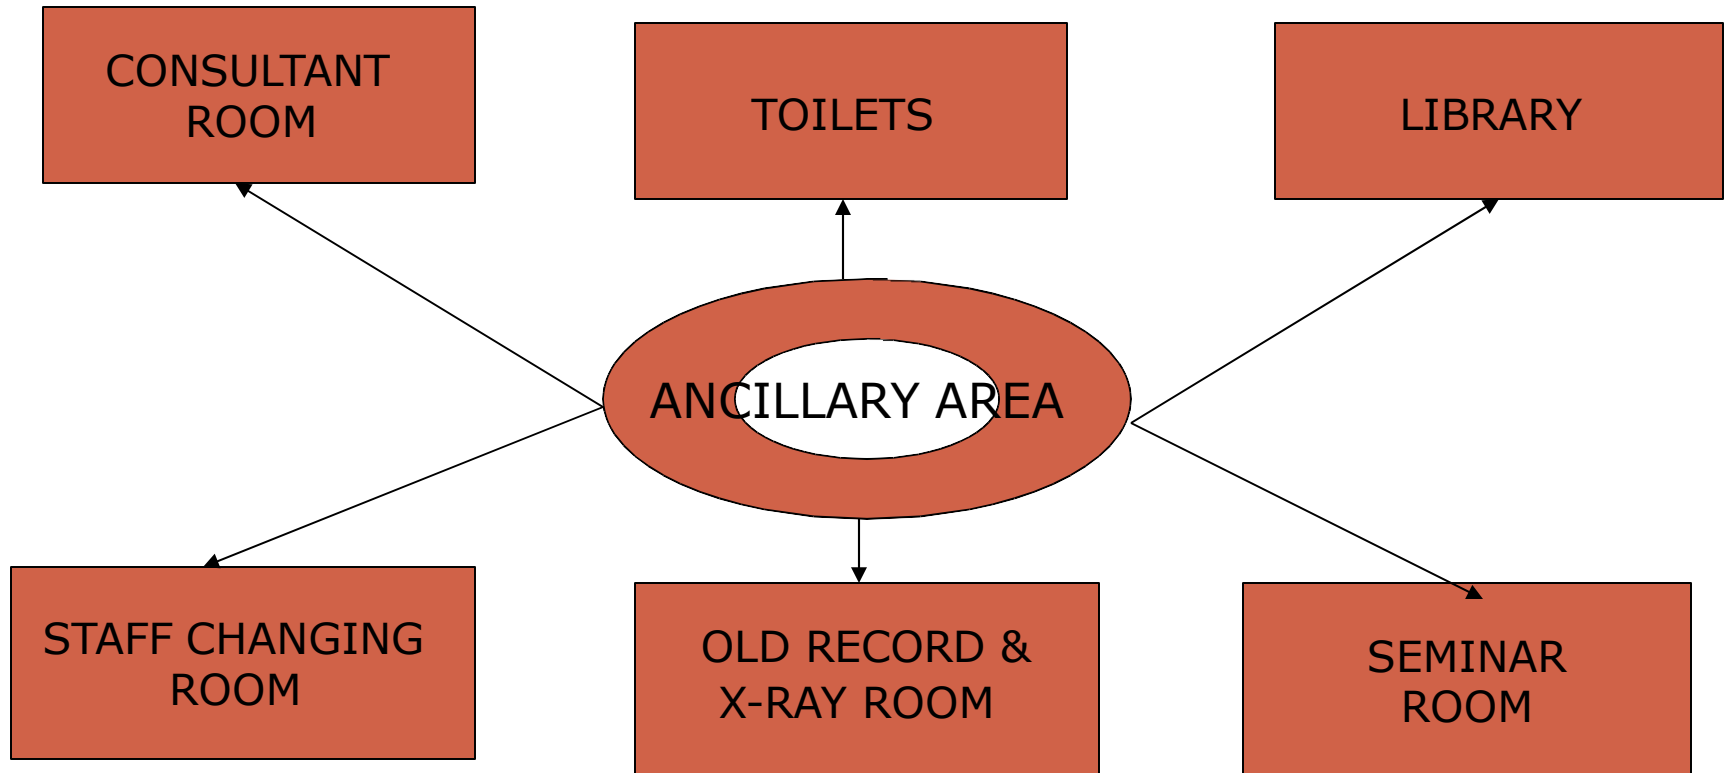 CONSULTANT
ROOM
TOILETS
LIBRARY
ANCILLARY AREA
STAFF CHANGING
ROOM
OLD RECORD &
X-RAY ROOM
SEMINAR
ROOM